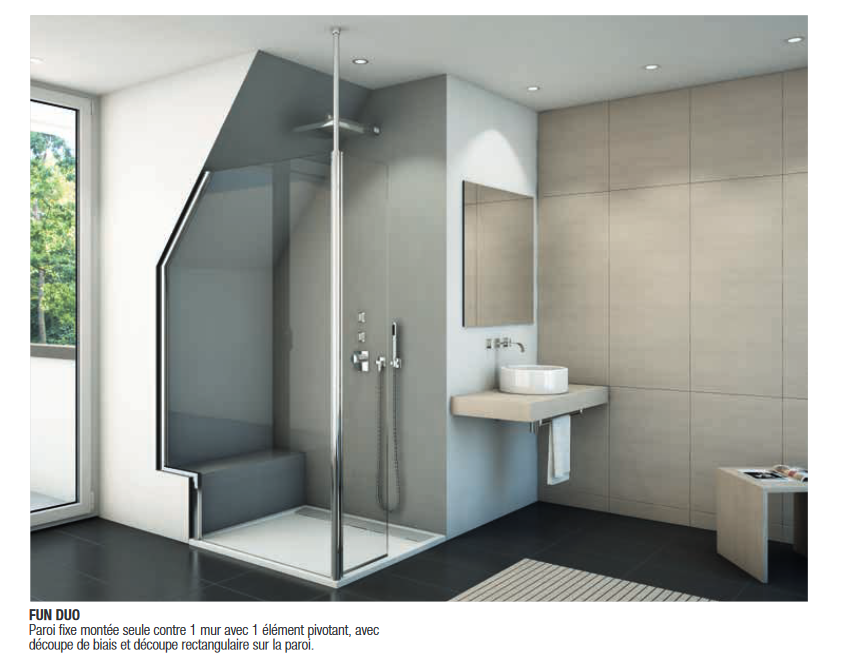 FUN DUO
Paroi fixe montée seule contre 1 mur avec 1 élément pivotant, avec
découpe de biais et découpe rectangulaire sur la paroi.